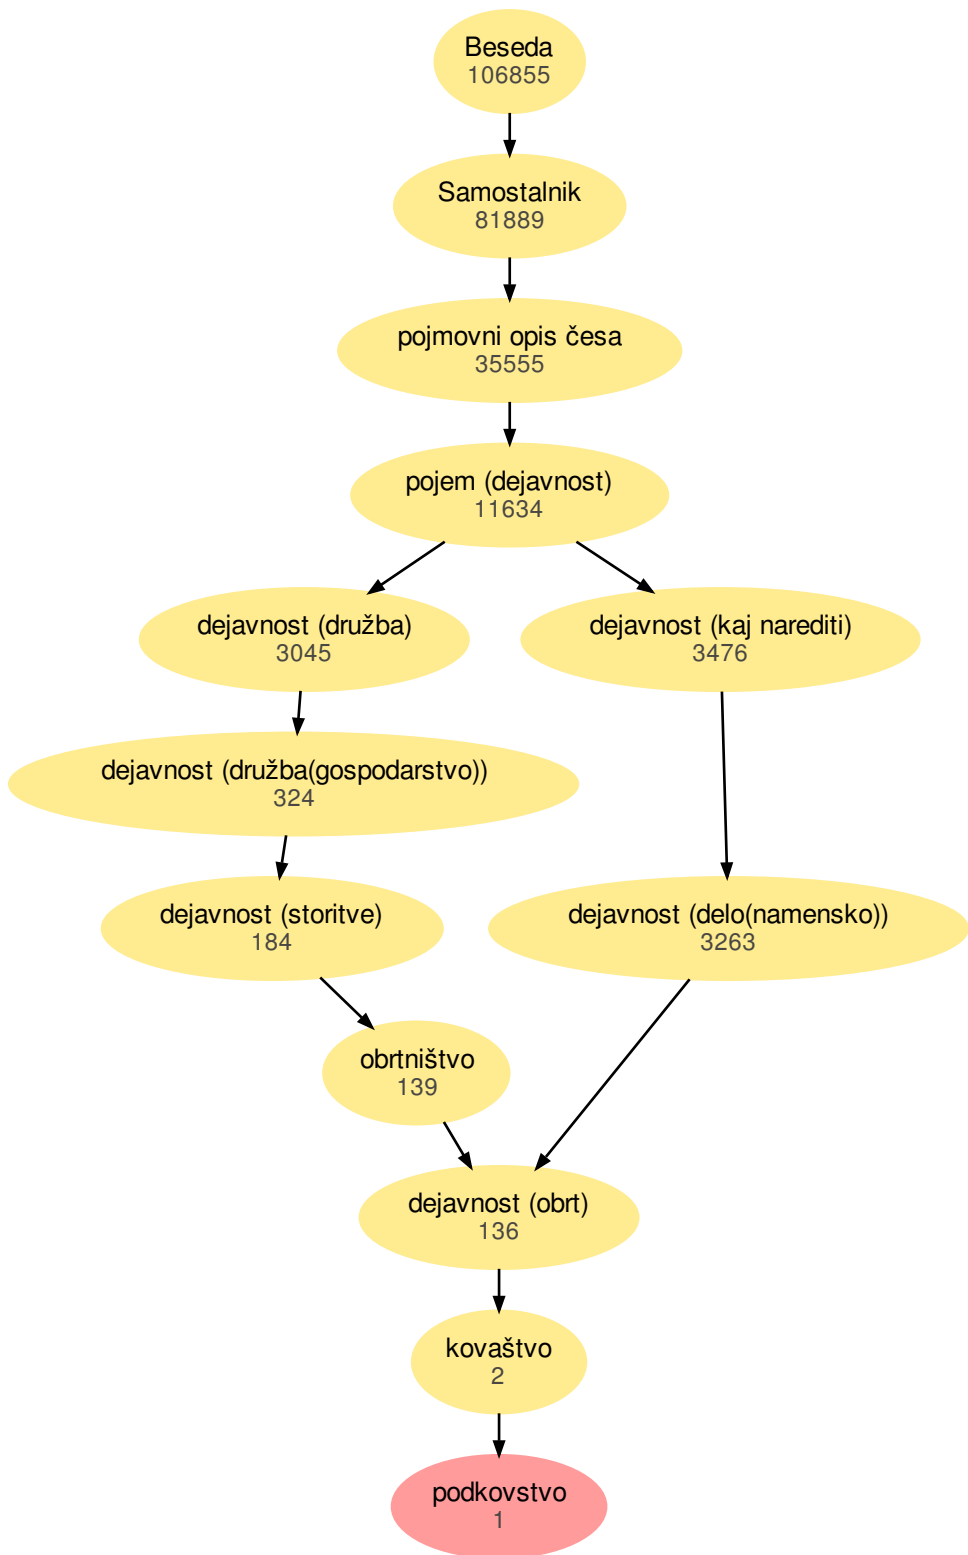 Beseda
106855
Samostalnik
81889
pojmovni opis česa
35555
pojem (dejavnost)
11634
dejavnost (družba)
3045
dejavnost (kaj narediti)
3476
dejavnost (družba(gospodarstvo))
324
dejavnost (storitve)
184
dejavnost (delo(namensko))
3263
obrtništvo
139
dejavnost (obrt)
136
kovaštvo
2
podkovstvo
1